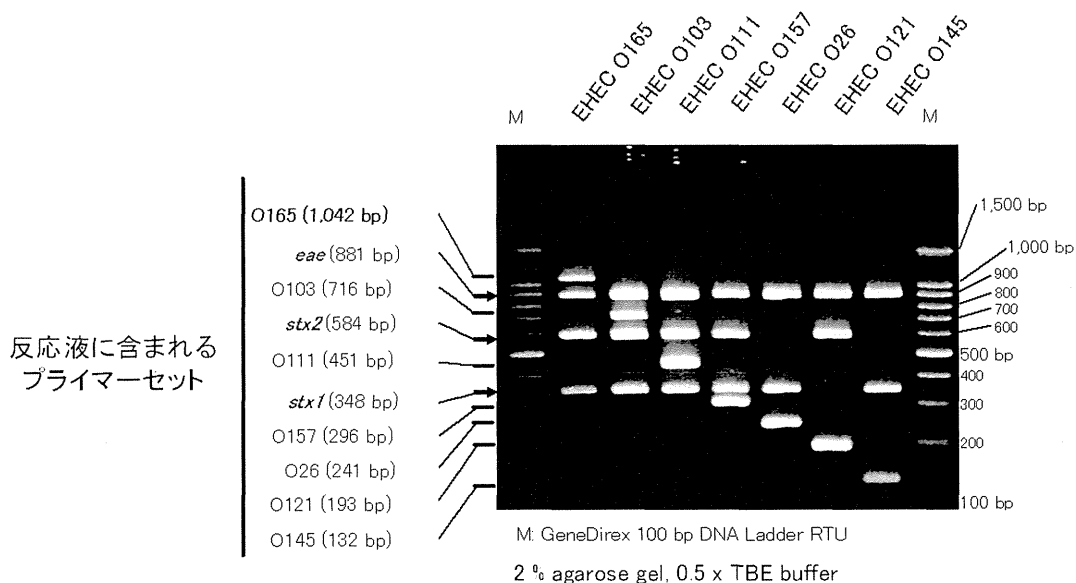 EHEC O165
EHEC O103
EHEC O111
EHEC O157
EHEC O26
EHEC O121
EHEC O145
M
M
反応液に含まれる
プライマーセット
O165 (1,042 bp)
eae (881 bp)
O103 (716 bp)
stx2 (584 bp)
O111 (451 bp)
stx1 (348 bp)
O157 (296 bp)
O26 (241 bp)
O121 (193 bp)
O145 (132 bp)
1,500 bp
1,000 bp
900
800
700
600
500 bp
400
300
200
100 bp
M: GeneDirex 100 bp DNA Ladder RTU
2 % agarose gel, 0.5 x TBE buffer